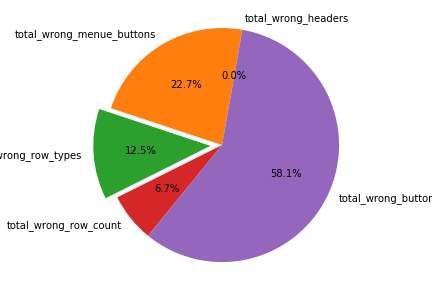 total_wrong_headers
total_wrong_menue_buttons
0.0%
22.7%
12.5%
wrong_row_types
58.1%
6.7%
total_wrong_button
total_wrong_row_count